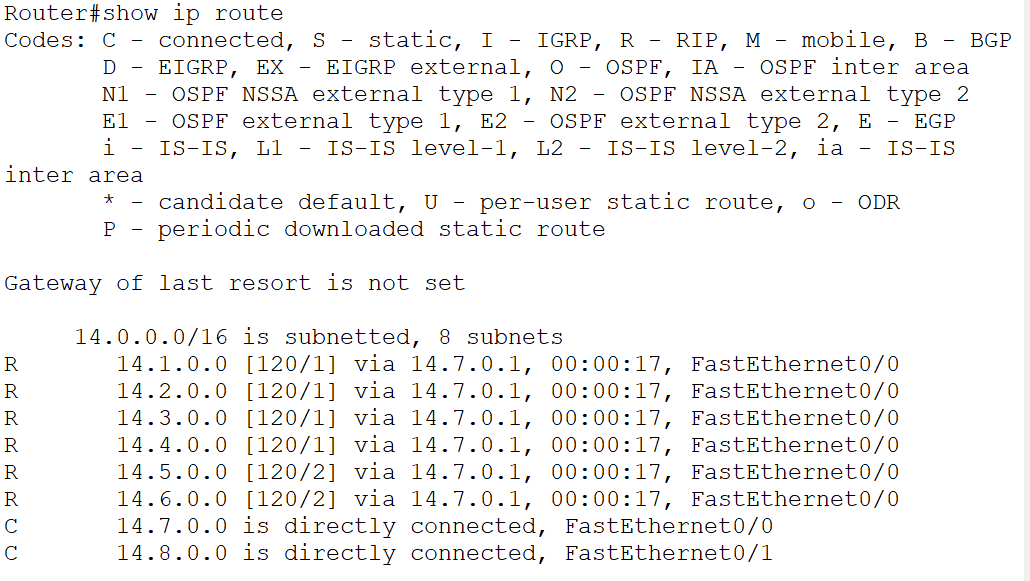 Router#show ip route
Codes: C - connected, S - static, I - IGRP, R - RIP, M - mobile, B - BGP
       D - EIGRP, EX - EIGRP external, O - OSPF, IA - OSPF inter area
       N1 - OSPF NSSA external type 1, N2 - OSPF NSSA external type 2
       E1 - OSPF external type 1, E2 - OSPF external type 2, E - EGP
       i - IS-IS, L1 - IS-IS level-1, L2 - IS-IS level-2, ia - IS-IS
inter area
       * - candidate default, U - per-user static route, o - ODR
       P - periodic downloaded static route

Gateway of last resort is not set

     14.0.0.0/16 is subnetted, 8 subnets
R       14.1.0.0 [120/1] via 14.7.0.1, 00:00:17, FastEthernet0/0
R       14.2.0.0 [120/1] via 14.7.0.1, 00:00:17, FastEthernet0/0
R       14.3.0.0 [120/1] via 14.7.0.1, 00:00:17, FastEthernet0/0
R       14.4.0.0 [120/1] via 14.7.0.1, 00:00:17, FastEthernet0/0
R       14.5.0.0 [120/2] via 14.7.0.1, 00:00:17, FastEthernet0/0
R       14.6.0.0 [120/2] via 14.7.0.1, 00:00:17, FastEthernet0/0
C       14.7.0.0 is directly connected, FastEthernet0/0
C       14.8.0.0 is directly connected, FastEthernet0/1